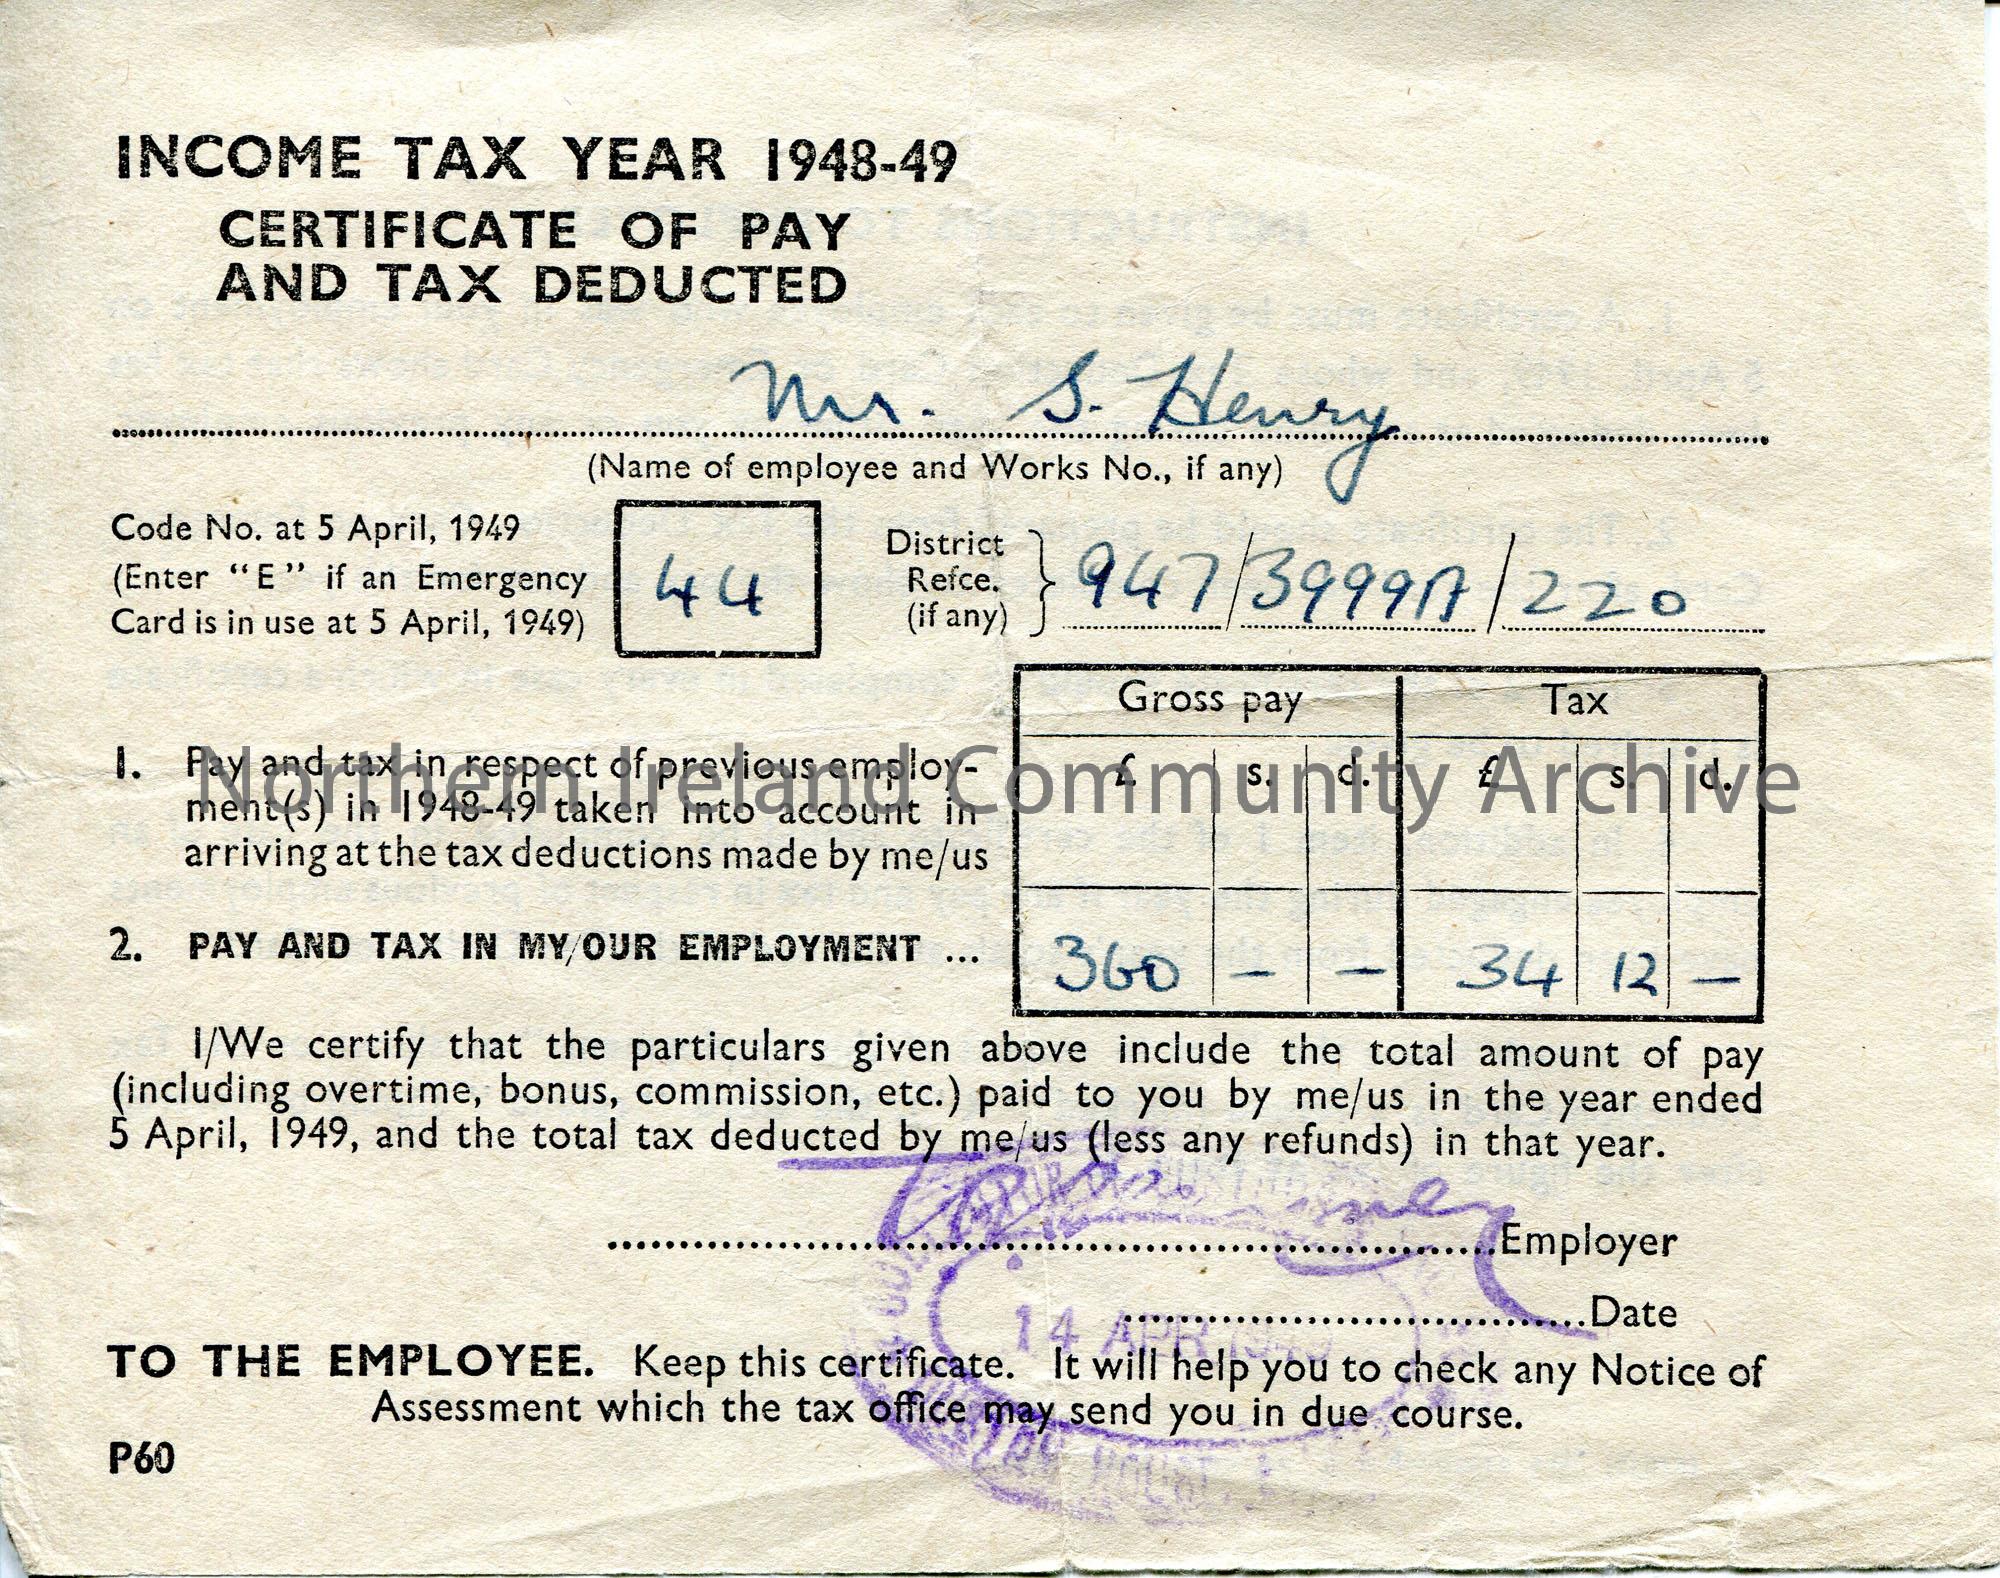 INCOME TAX YEAR 1948-49
CERTIFICATE OF PAY
AND TAX DEDUCTED
Mr. S. Henry
(Name of employee and Works No., if any)
Code No. at 5 April, 1949
(Enter "E" if an Emergency
Card is in use at 5 April, 1949)
44
District
Refce.
(if any)
947/3999A/220
Gross pay Tax
£ s. d. £ s. d.
1. Pay and tax in respect of previous employ-
ment(s) in 1948-49 taken into account in
arriving at the tax deductions made by me/us
Northern Ireland Community Archive
2. PAY AND TAX IN MY/OUR EMPLOYMENT ...
360 – – 34 12 –
I/We certify that the particulars given above include the total amount of pay
(including overtime, bonus, commission, etc.) paid to you by me/us in the year ended
5 April, 1949, and the total tax deducted by me/us (less any refunds) in that year.
Employer
14 APR 1949
Date
TO THE EMPLOYEE. Keep this certificate. It will help you to check any Notice of
Assessment which the tax office may send you in due course.
P60